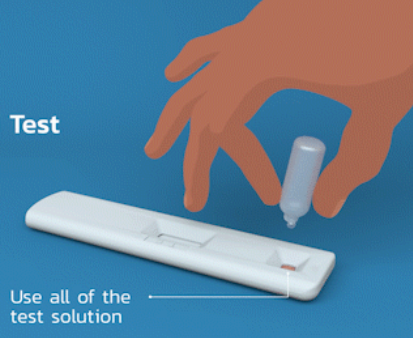 Test
Use all of the
test solution